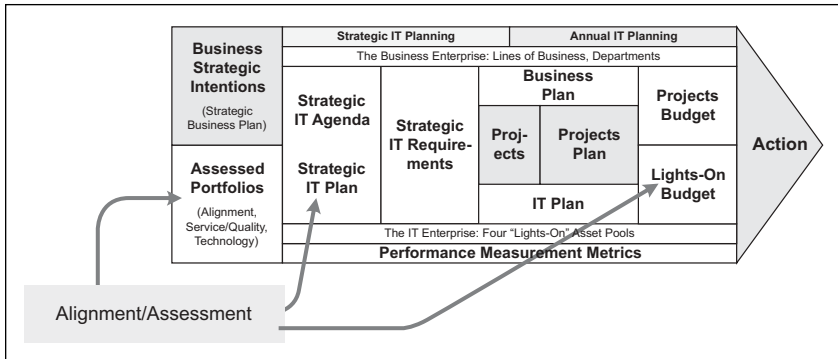 Strategic IT Planning
Annual IT Planning
The Business Enterprise: Lines of Business, Departments
Business
Strategic
Intentions
(Strategic
Business Plan)
Assessed
Portfolios
(Alignment,
Service/Quality,
Technology)
Strategic
IT Agenda
Strategic
IT Plan
Strategic
IT Require-
ments
Business
Plan
Proj-
ects
Projects
Plan
IT Plan
Projects
Budget
Lights-On
Budget
Action
The IT Enterprise: Four “Lights-On” Asset Pools
Performance Measurement Metrics
Alignment/Assessment